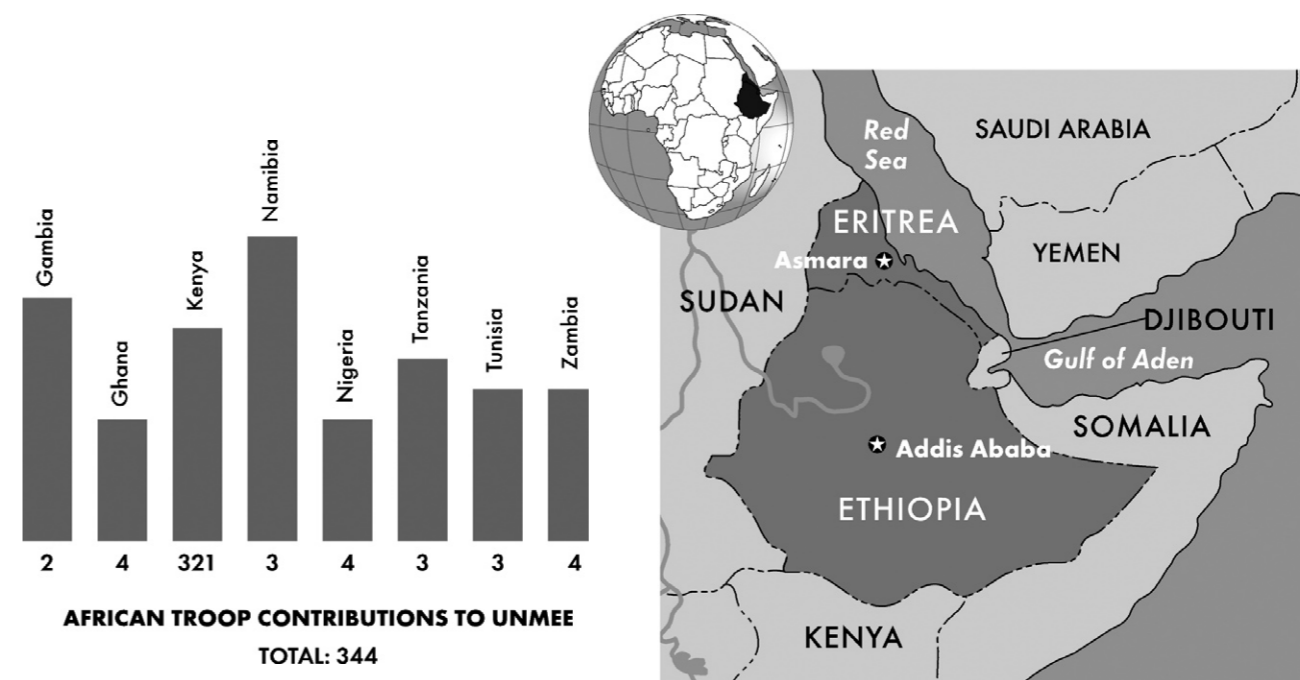 Gambia
Ghana
Kenya
Namibia
Nigeria
Tanzania
Tunisia
Zambia
2 4 321 3 4 3 3 4
AFRICAN TROOP CONTRIBUTIONS TO UNMEE
TOTAL: 344
Red
Sea
SAUDI ARABIA
ERITREA
YEMEN
Asmara
SUDAN
DJIBOUTI
Gulf of Aden
SOMALIA
Addis Ababa
ETHIOPIA
KENYA